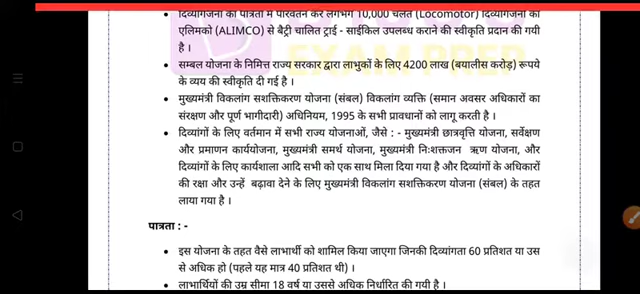 दिव्यांगजनों की पात्रता में परिवर्तन कर लगभग 10,000 चलंत (Locomotor) दिव्यांगजनों को
एलिमको (ALIMCO) से बैट्री चालित ट्राई - साईकिल उपलब्ध कराने की स्वीकृति प्रदान की गयी
है ।
सम्बल योजना के निमित्त राज्य सरकार द्वारा लाभुकों के लिए 4200 लाख (बयालीस करोड़) रूपये
के व्यय की स्वीकृति दी गई है ।
मुख्यमंत्री विकलांग सशक्तिकरण योजना (संबल) विकलांग व्यक्ति (समान अवसर अधिकारों का
संरक्षण और पूर्ण भागीदारी) अधिनियम, 1995 के सभी प्रावधानों को लागू करती है ।
दिव्यांगों के लिए वर्तमान में सभी राज्य योजनाओं, जैसे : - मुख्यमंत्री छात्रवृत्ति योजना, सर्वेक्षण
और प्रमाणन कार्ययोजना, मुख्यमंत्री समर्थ योजना, मुख्यमंत्री निःशक्तजन ऋण योजना, और
दिव्यांगों के लिए कार्यशाला आदि सभी को एक साथ मिला दिया गया है और दिव्यांगों के अधिकारों
की रक्षा और उन्हें बढ़ावा देने के लिए मुख्यमंत्री विकलांग सशक्तिकरण योजना (संबल) के तहत
लाया गया है ।
पात्रता : -
इस योजना के तहत वैसे लाभार्थी को शामिल किया जाएगा जिनकी दिव्यांगता 60 प्रतिशत या उस
से अधिक हो (पहले यह मात्र 40 प्रतिशत थी) ।
लाभार्थियों की उम्र सीमा 18 वर्ष या उससे अधिक निर्धारित की गयी है ।